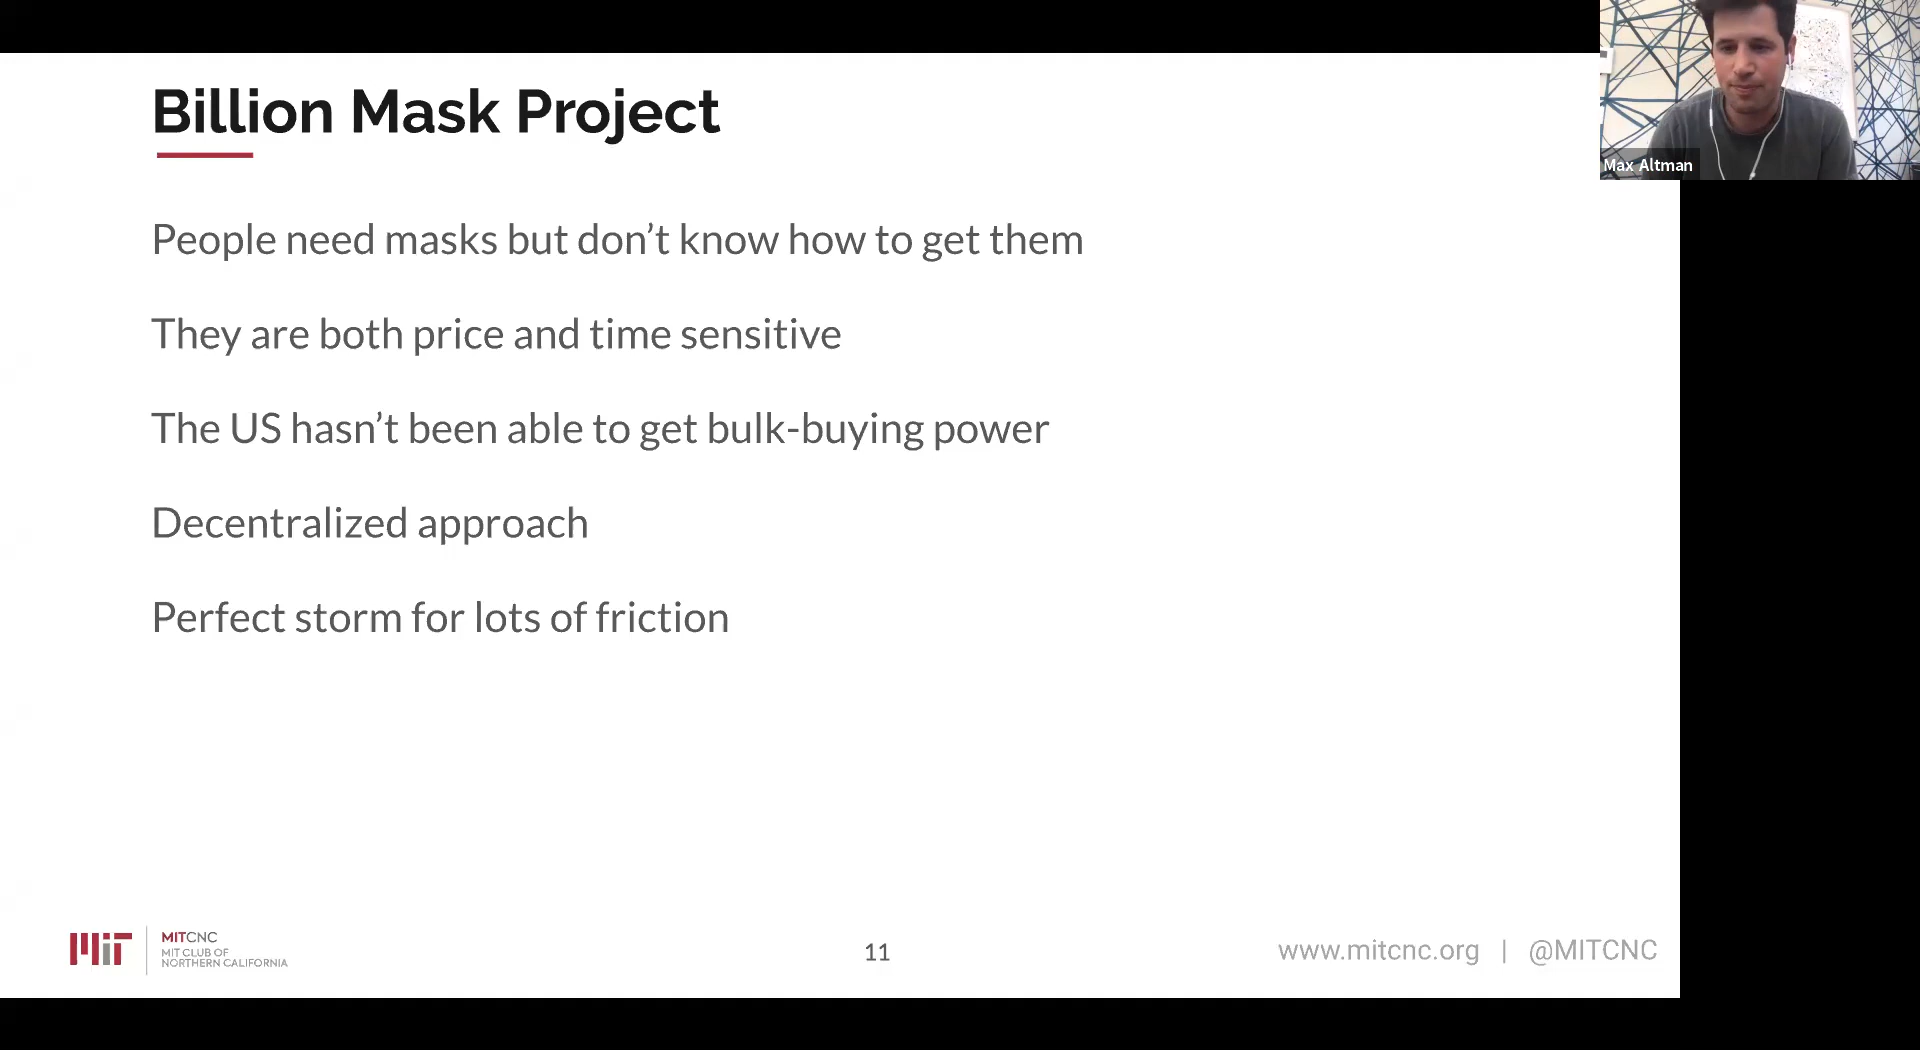 Billion Mask Project
Max Altman
People need masks but don’t know how to get them
They are both price and time sensitive
The US hasn’t been able to get bulk-buying power
Decentralized approach
Perfect storm for lots of friction
MIT
MITCNC
MIT CLUB OF
NORTHERN CALIFORNIA
11
www.mitcnc.org | @MITCNC